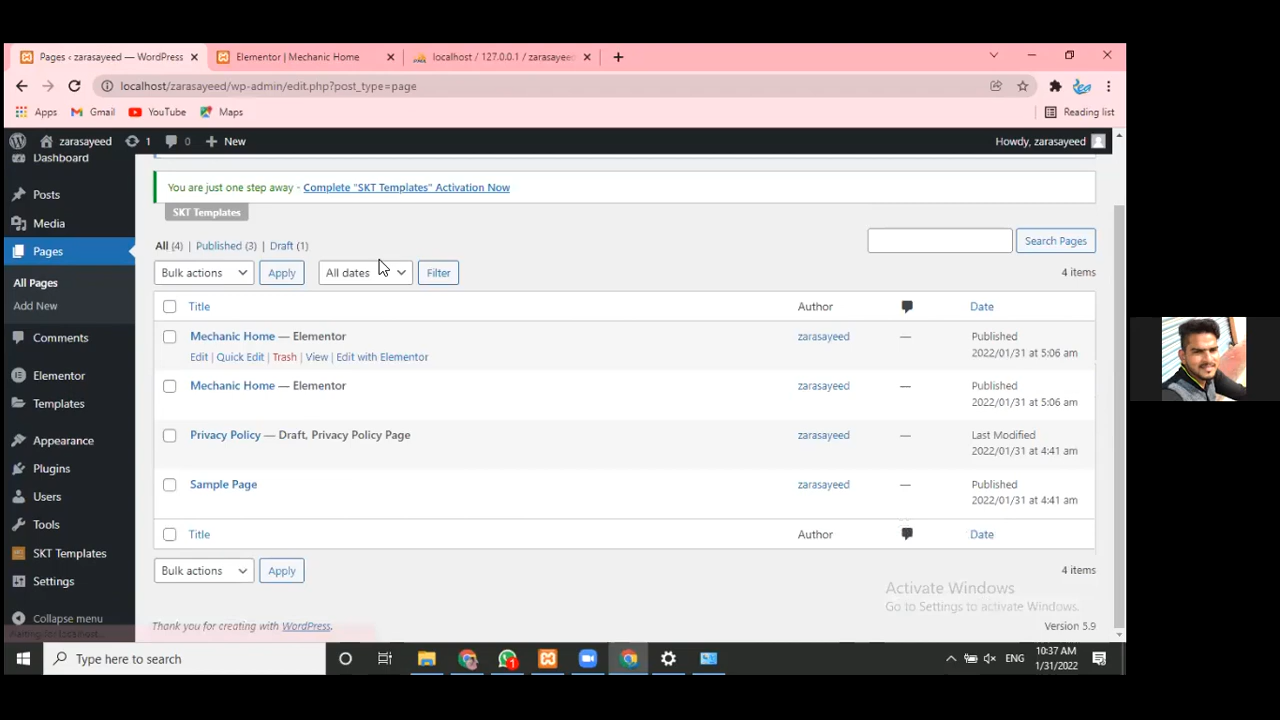 Pages ‹ zarasayeed — WordPress
Elementor | Mechanic Home
localhost / 127.0.0.1 / zarasayee
localhost/zarasayeed/wp-admin/edit.php?post_type=page
Apps
Gmail
YouTube
Maps
Reading list
zarasayeed
1
0
New
Howdy, zarasayeed
Dashboard
Posts
Media
Pages
All Pages
Add New
Comments
Elementor
Templates
Appearance
Plugins
Users
Tools
SKT Templates
Settings
Collapse menu
You are just one step away - Complete "SKT Templates" Activation Now
SKT Templates
All (4) | Published (3) | Draft (1)
Search Pages
Bulk actions
Apply
All dates
Filter
4 items
Title
Author
Date
Mechanic Home — Elementor
zarasayeed
—
Published
2022/01/31 at 5:06 am
Edit | Quick Edit | Trash | View | Edit with Elementor
Mechanic Home — Elementor
zarasayeed
—
Published
2022/01/31 at 5:06 am
Privacy Policy — Draft, Privacy Policy Page
zarasayeed
—
Last Modified
2022/01/31 at 4:41 am
Sample Page
zarasayeed
—
Published
2022/01/31 at 4:41 am
Title
Author
Date
Bulk actions
Apply
4 items
Activate Windows
Go to Settings to activate Windows.
Thank you for creating with WordPress.
Version 5.9
Type here to search
1
ENG
10:37 AM
1/31/2022